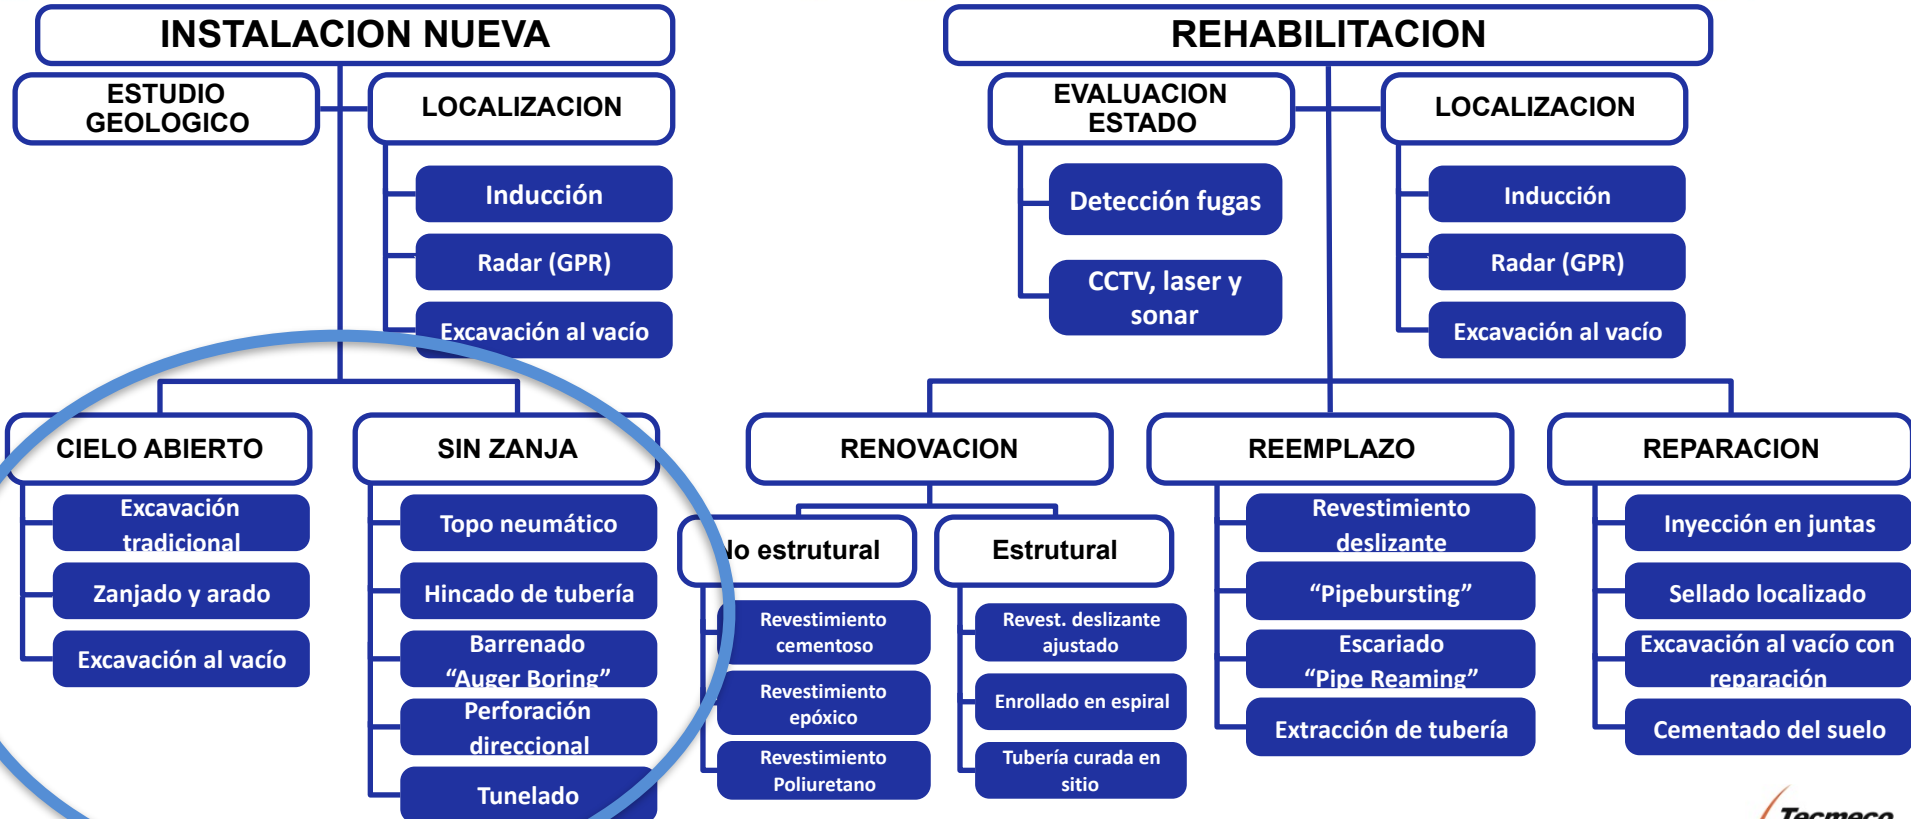 INSTALACION NUEVA
ESTUDIO
GEOLOGICO
LOCALIZACION
Inducción
Radar (GPR)
Excavación al vacío
CIELO ABIERTO
Excavación
tradicional
Zanjado y arado
Excavación al vacío
SIN ZANJA
Topo neumático
Hincado de tubería
Barrenado
“Auger Boring”
Perforación
direccional
Tunelado
REHABILITACION
EVALUACION
ESTADO
Detección fugas
CCTV, laser y
sonar
LOCALIZACION
Inducción
Radar (GPR)
Excavación al vacío
RENOVACION
No estrutural
Revestimiento
cementoso
Revestimiento
epóxico
Revestimiento
Poliuretano
Estrutural
Revest. deslizante
ajustado
Enrollado en espiral
Tubería curada en
sitio
REEMPLAZO
Revestimiento
deslizante
“Pipebursting”
Escariado
“Pipe Reaming”
Extracción de tubería
REPARACION
Inyección en juntas
Sellado localizado
Excavación al vacío con
reparación
Cementado del suelo
Tecmeco